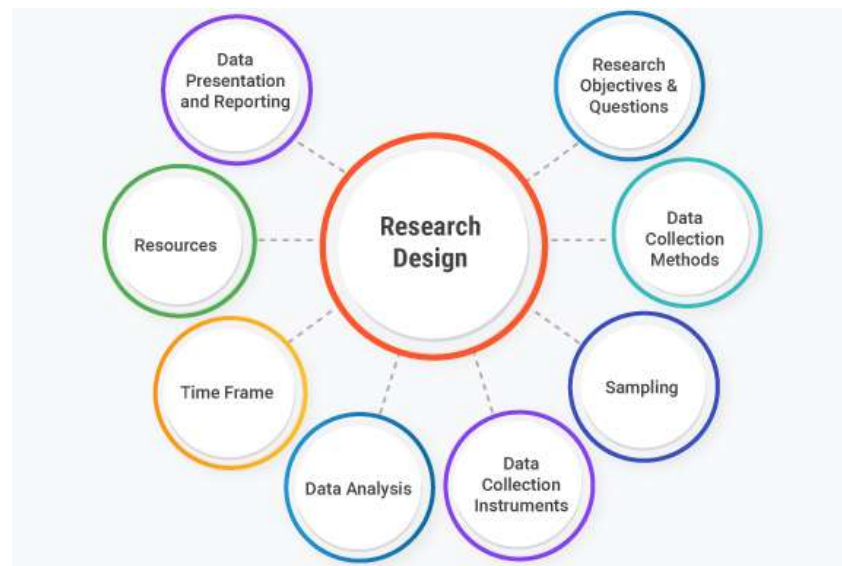 Research
Design
Research
Objectives &
Questions
Data
Collection
Methods
Sampling
Data
Collection
Instruments
Data Analysis
Time Frame
Resources
Data
Presentation
and Reporting